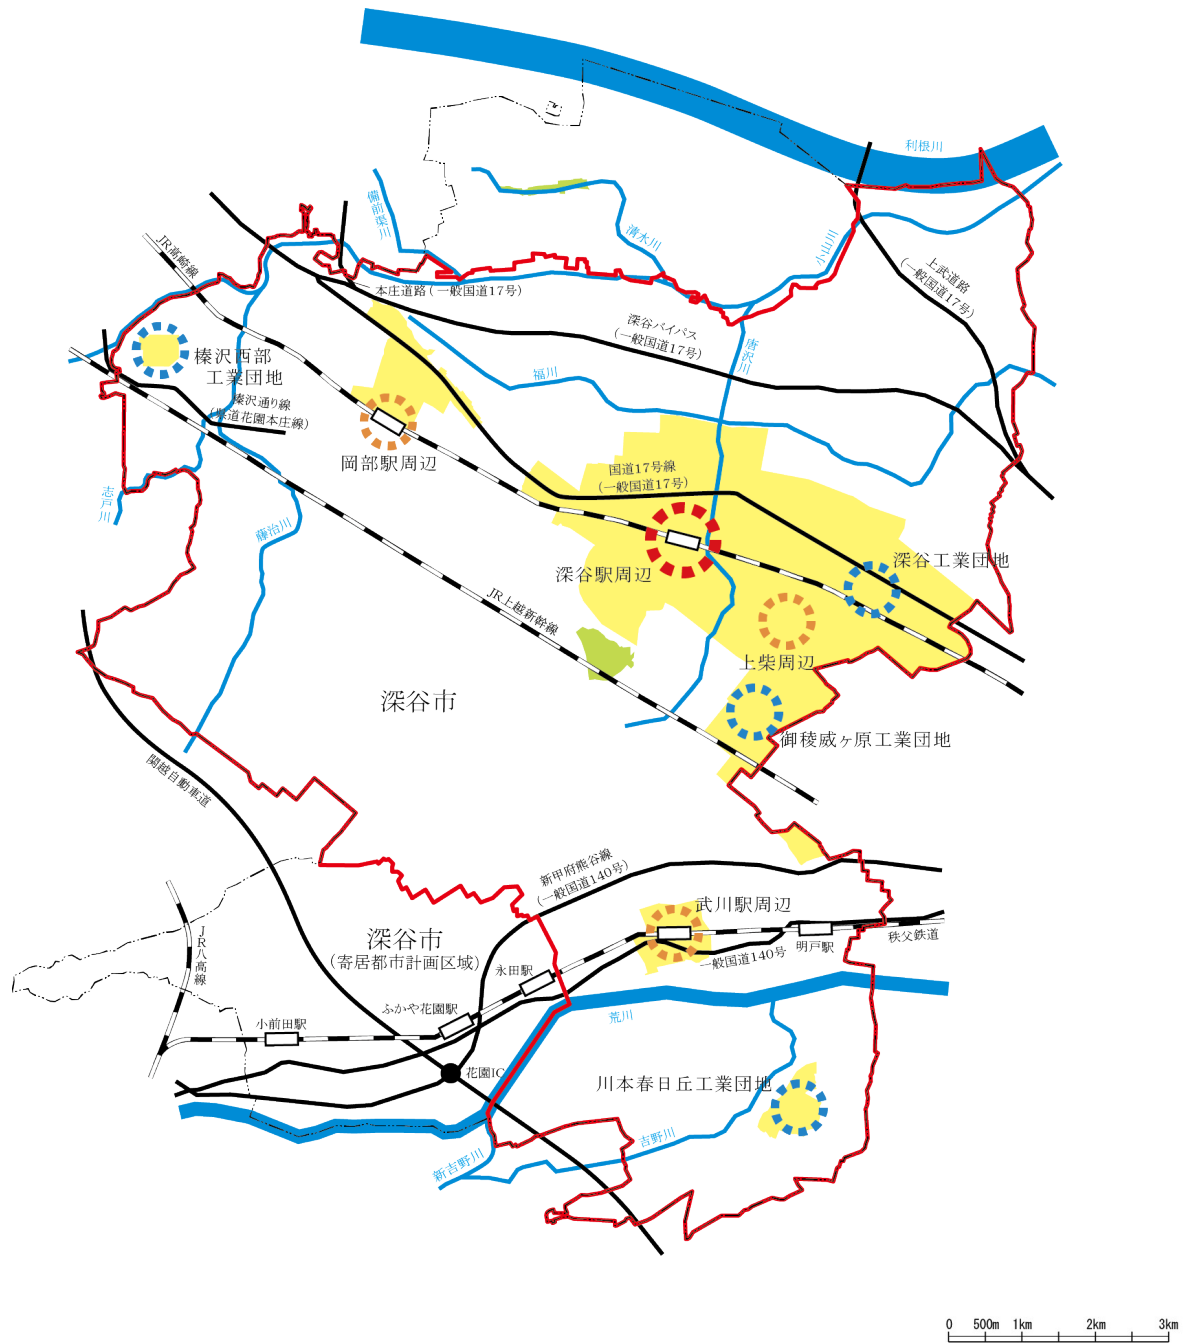 利根川
備前渠川
清水川
小山川
JR高崎線
上武道路
(一般国道17号)
本庄道路(一般国道17号)
深谷バイパス
(一般国道17号)
唐沢川
榛沢西部
工業団地
福川
榛沢通り線
(県道花園本庄線)
岡部駅周辺
国道17号線
(一般国道17号)
志戸川
藤治川
深谷駅周辺
深谷工業団地
JR上越新幹線
上柴周辺
深谷市
御稜威ヶ原工業団地
関越自動車道
新甲府熊谷線
(一般国道140号)
武川駅周辺
JR八高線
深谷市
(寄居都市計画区域)
明戸駅
秩父鉄道
一般国道140号
永田駅
ふかや花園駅
小前田駅
荒川
花園IC
川本春日丘工業団地
吉野川
新吉野川
0 500m 1km 2km 3km